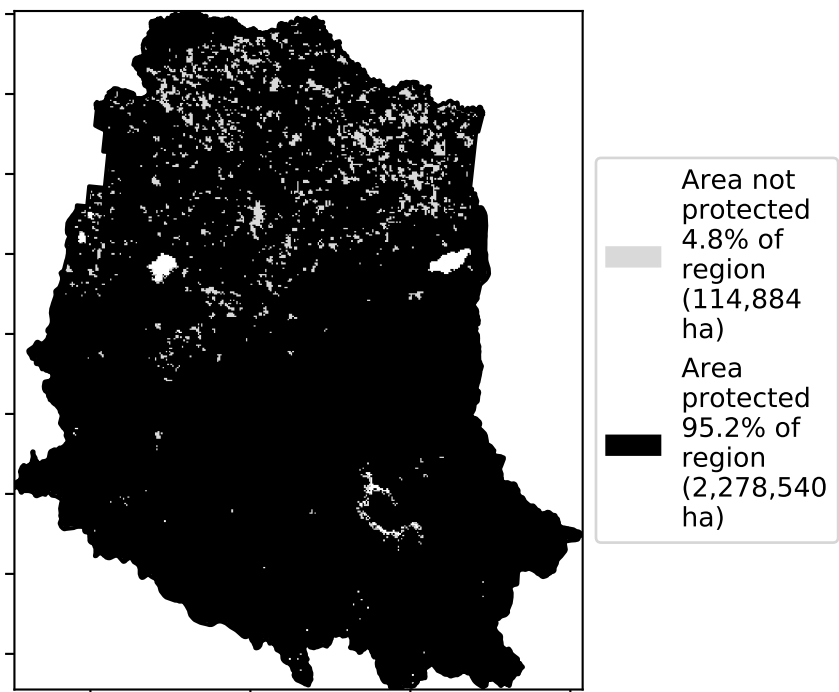 Area not
protected
4.8% of
region
(114,884
ha)
Area
protected
95.2% of
region
(2,278,540
ha)